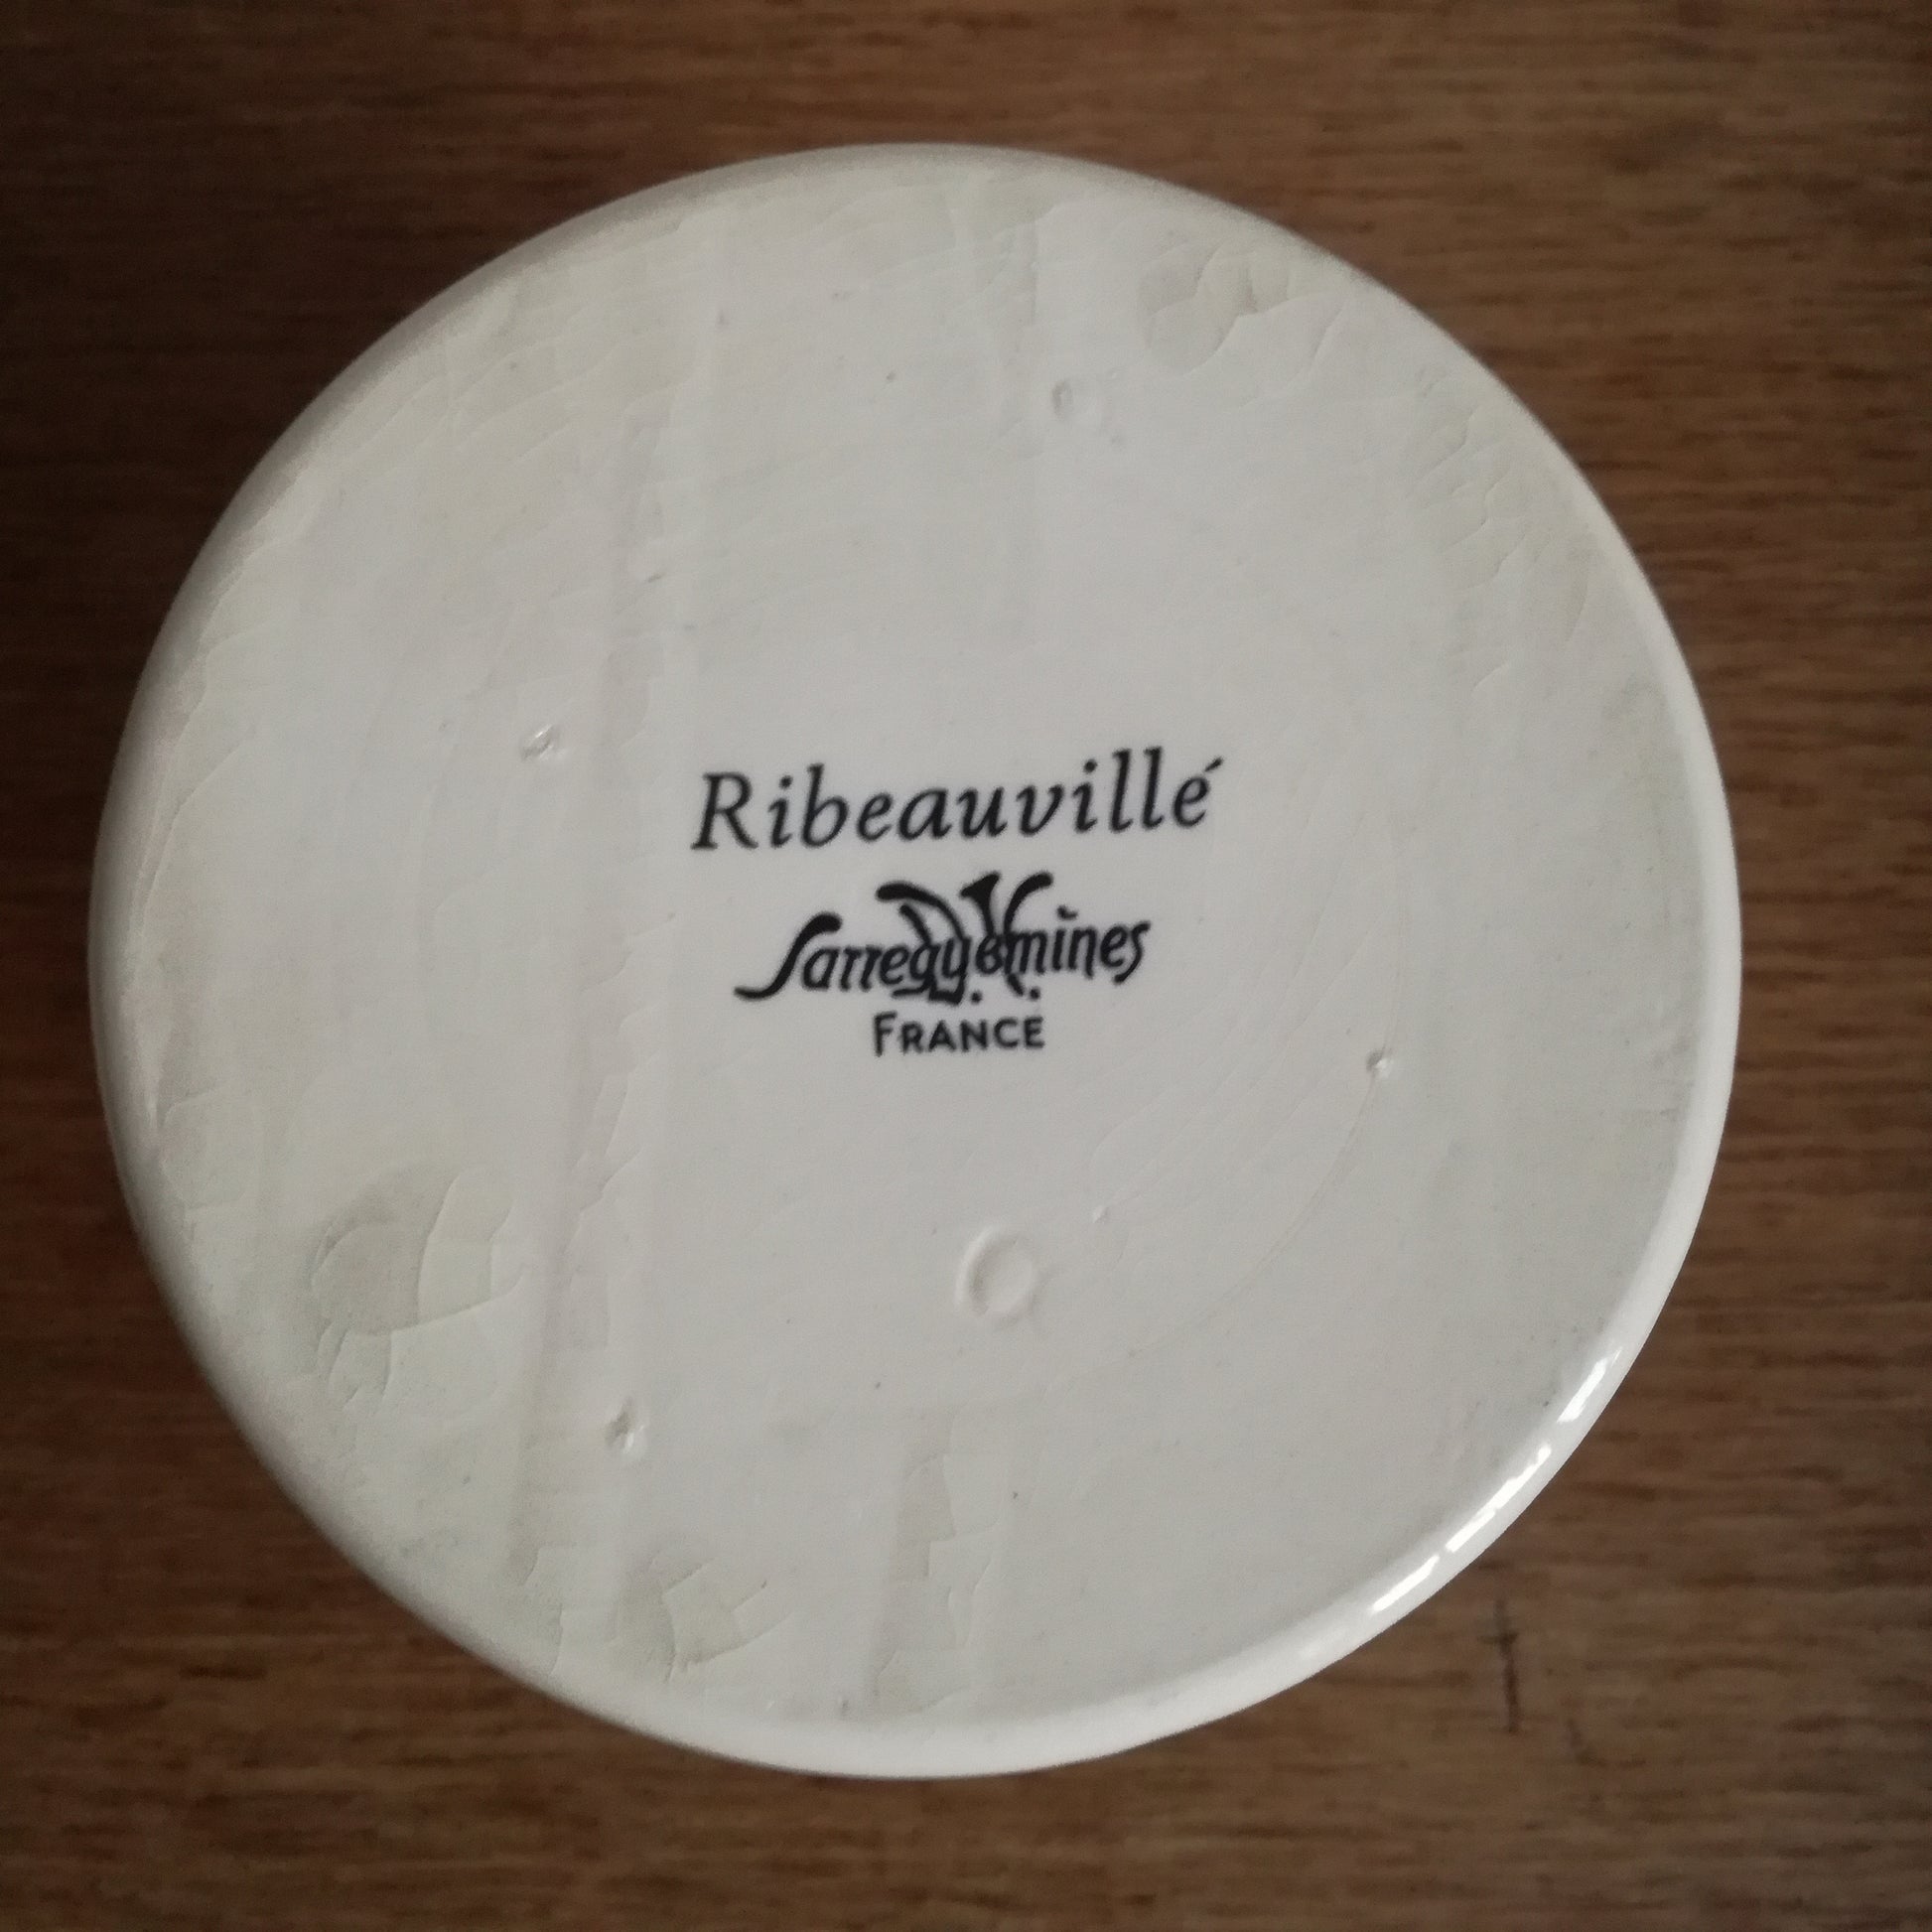 Ribeauvillé
Sarreguemines
D.V.
FRANCE